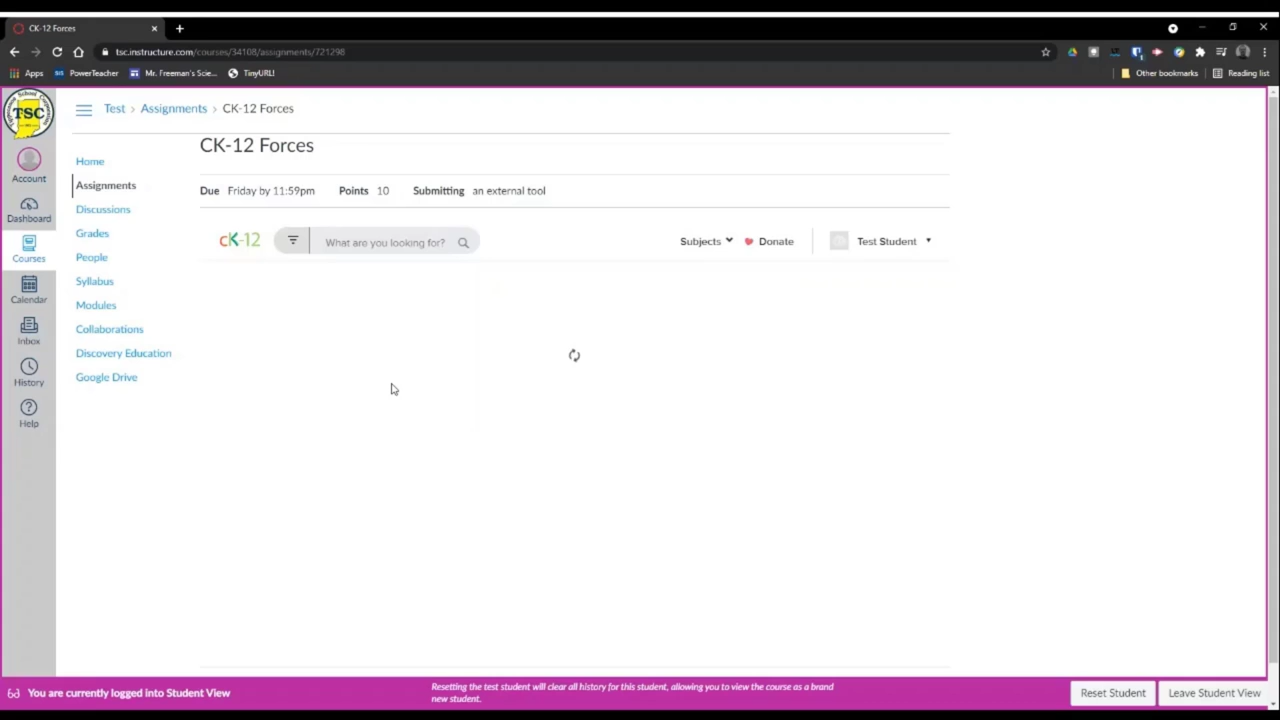 CK-12 Forces
tsc.instructure.com/courses/34108/assignments/721298
Apps
SIS PowerTeacher
Mr. Freeman's Scie...
TinyURL!
Other bookmarks
Reading list
TSC
Account
Dashboard
Courses
Calendar
Inbox
History
Help
Test > Assignments > CK-12 Forces
Home
Assignments
Discussions
Grades
People
Syllabus
Modules
Collaborations
Discovery Education
Google Drive
CK-12 Forces
Due Friday by 11:59pm Points 10 Submitting an external tool
cK-12 What are you looking for? Subjects Donate Test Student
You are currently logged into Student View
Resetting the test student will clear all history for this student, allowing you to view the course as a brand
new student.
Reset Student
Leave Student View